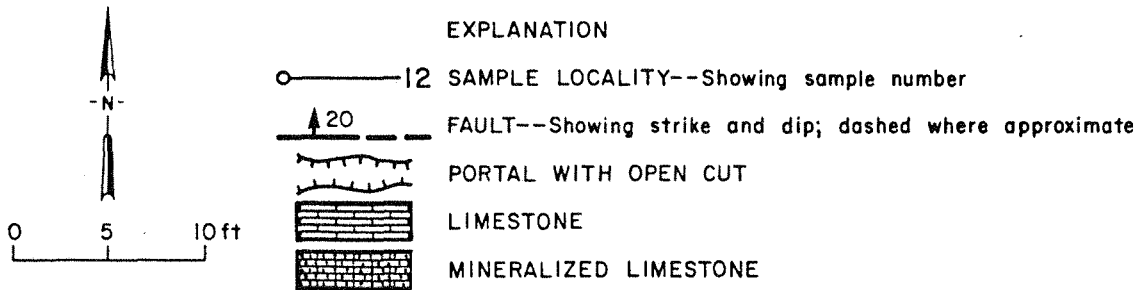 EXPLANATION
12 SAMPLE LOCALITY--Showing sample number
-N-
20
FAULT--Showing strike and dip; dashed where approximate
PORTAL WITH OPEN CUT
LIMESTONE
0 5 10 ft
MINERALIZED LIMESTONE